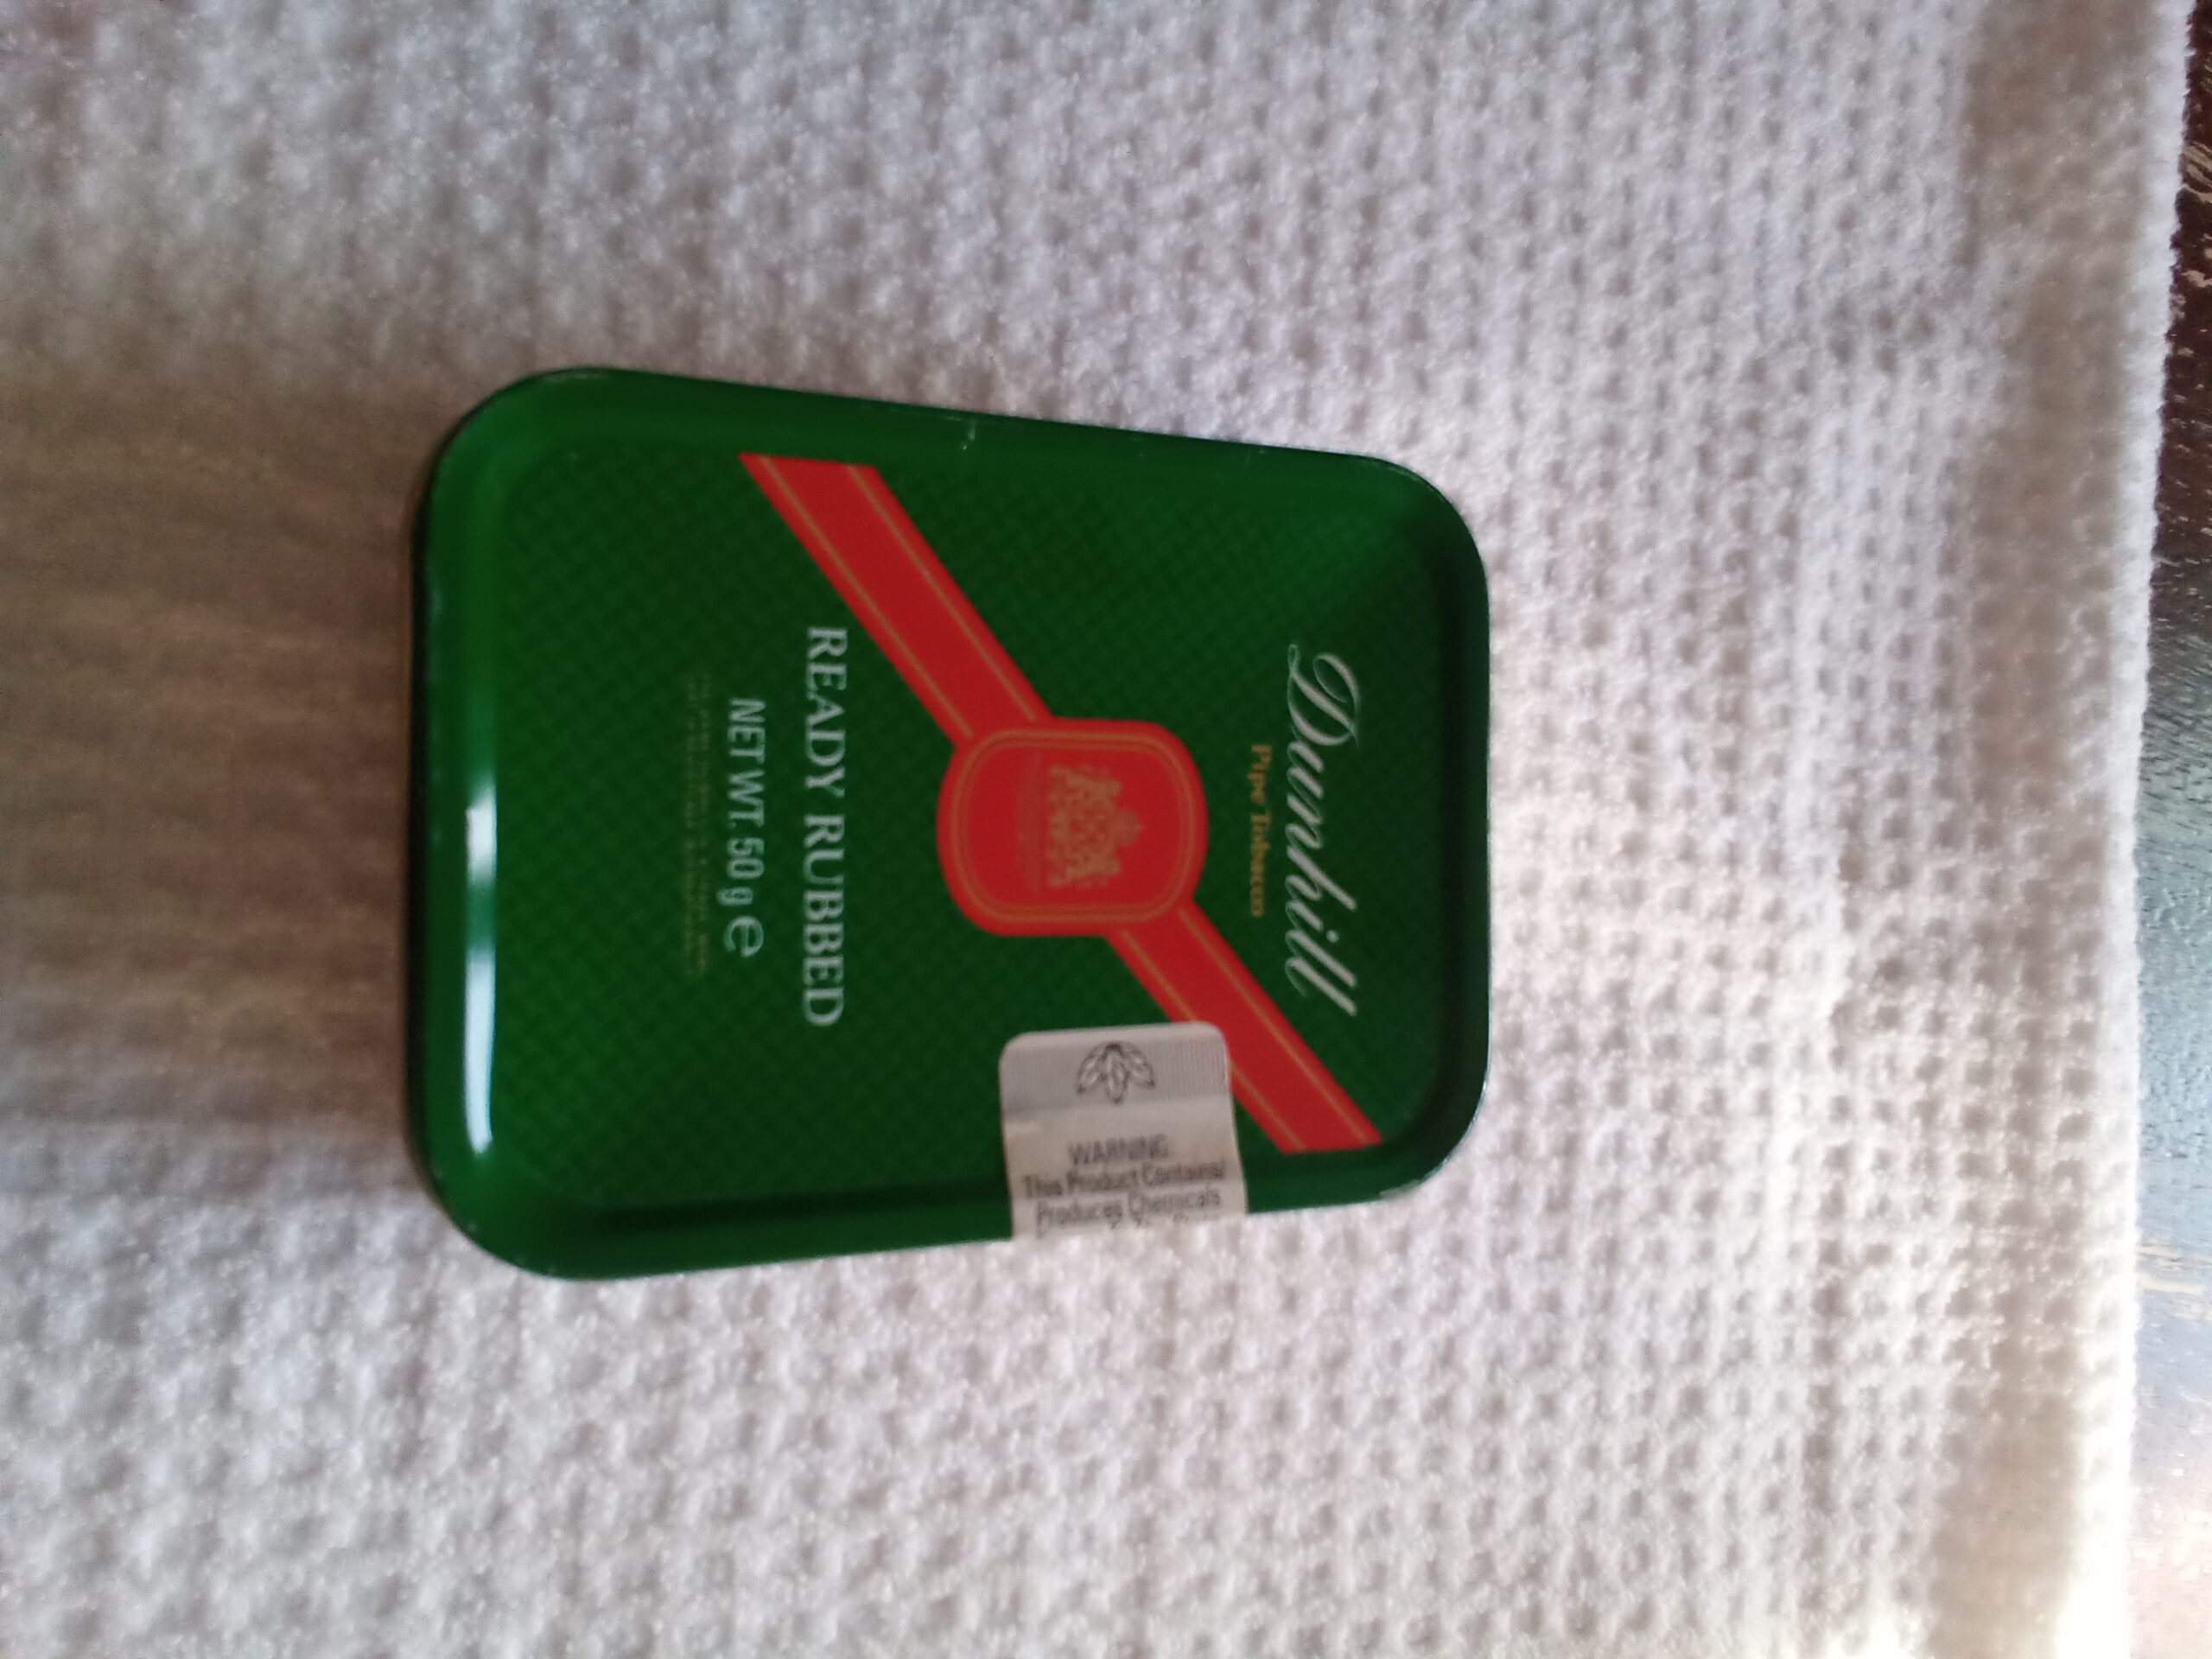 Dunhill
Pipe Tobacco
READY RUBBED
NET WT. 50 g ℮
WARNING
This Product Contains/
Produces Chemicals